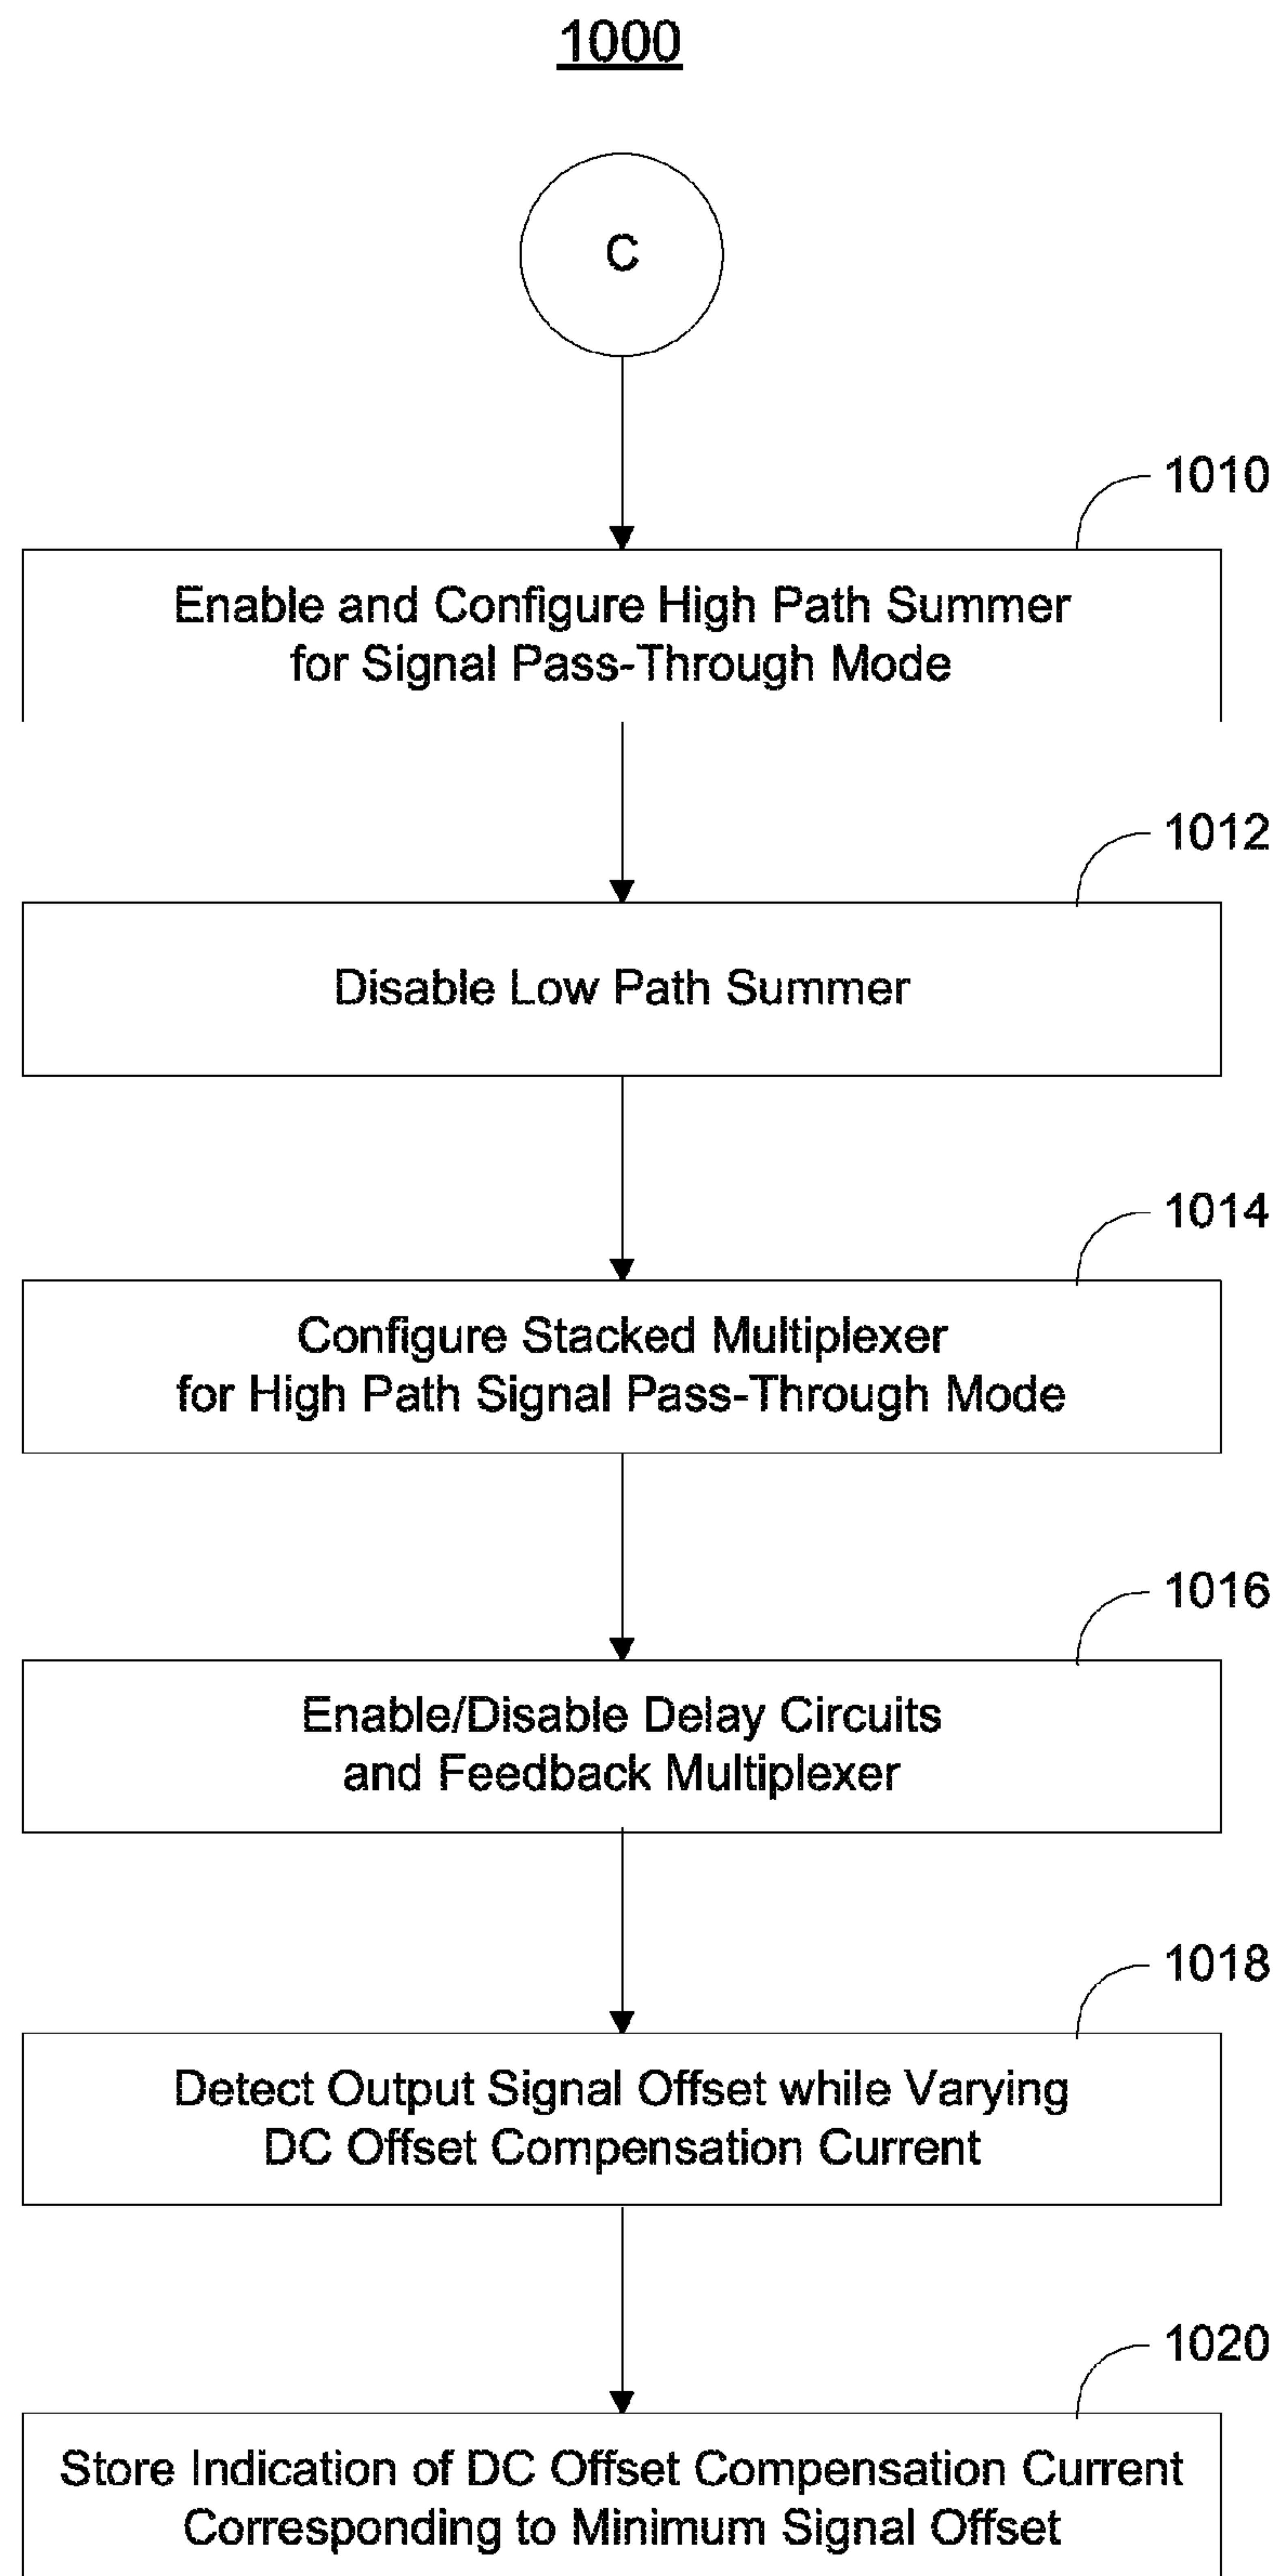 1000
C
1010
Enable and Configure High Path Summer
for Signal Pass-Through Mode
1012
Disable Low Path Summer
1014
Configure Stacked Multiplexer
for High Path Signal Pass-Through Mode
1016
Enable/Disable Delay Circuits
and Feedback Multiplexer
1018
Detect Output Signal Offset while Varying
DC Offset Compensation Current
1020
Store Indication of DC Offset Compensation Current
Corresponding to Minimum Signal Offset